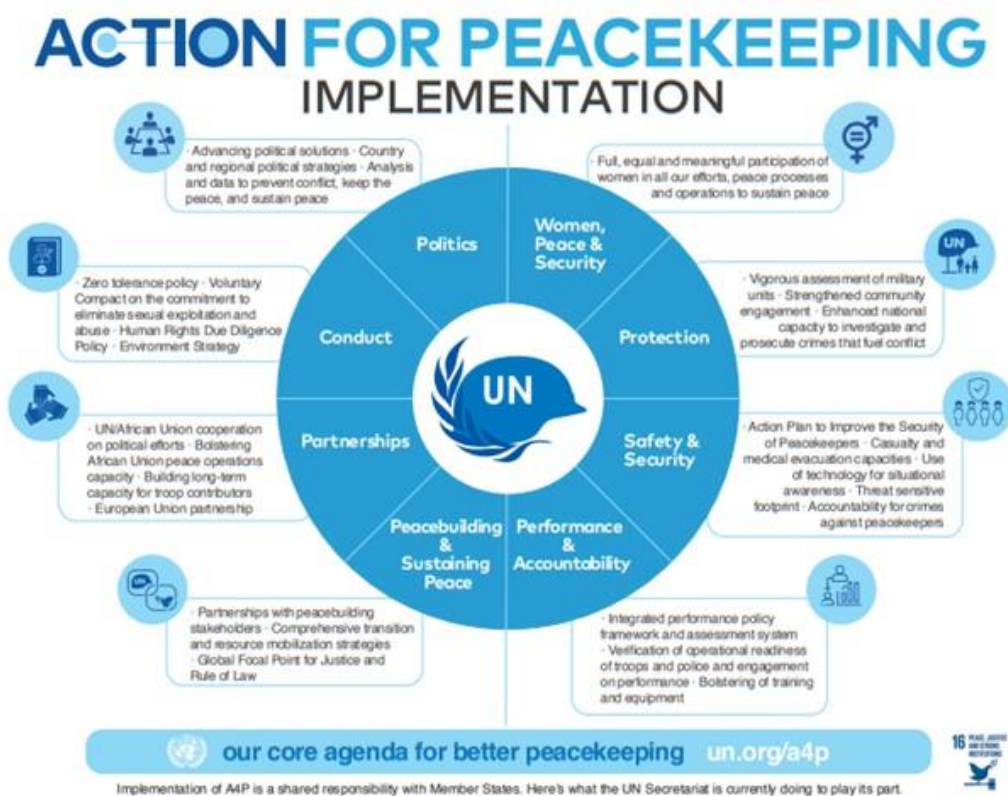 ACTION FOR PEACEKEEPING
IMPLEMENTATION
· Advancing political solutions · Country
and regional political strategies · Analysis
and data to prevent conflict, keep the
peace, and sustain peace
· Full, equal and meaningful participation of
women in all our efforts, peace processes
and operations to sustain peace
Politics
Women,
Peace &
Security
· Zero tolerance policy · Voluntary
Compact on the commitment to
eliminate sexual exploitation and
abuse · Human Rights Due Diligence
Policy · Environment Strategy
Conduct
Protection
UN
· Vigorous assessment of military
units · Strengthened community
engagement · Enhanced national
capacity to investigate and
prosecute crimes that fuel conflict
UN
· UN/African Union cooperation
on political efforts · Bolstering
African Union peace operations
capacity · Building long-term
capacity for troop contributors
· European Union partnership
Partnerships
Safety &
Security
· Action Plan to Improve the Security
of Peacekeepers · Casualty and
medical evacuation capacities · Use
of technology for situational
awareness · Threat sensitive
footprint · Accountability for crimes
against peacekeepers
Peacebuilding
&
Sustaining
Peace
Performance
&
Accountability
UN
· Partnerships with peacebuilding
stakeholders · Comprehensive transition
and resource mobilization strategies
· Global Focal Point for Justice and
Rule of Law
· Integrated performance policy
framework and assessment system
· Verification of operational readiness
of troops and police and engagement
on performance · Bolstering of training
and equipment
our core agenda for better peacekeeping un.org/a4p
16 PEACE, JUSTICE
AND STRONG
INSTITUTIONS
Implementation of A4P is a shared responsibility with Member States. Here's what the UN Secretariat is currently doing to play its part.